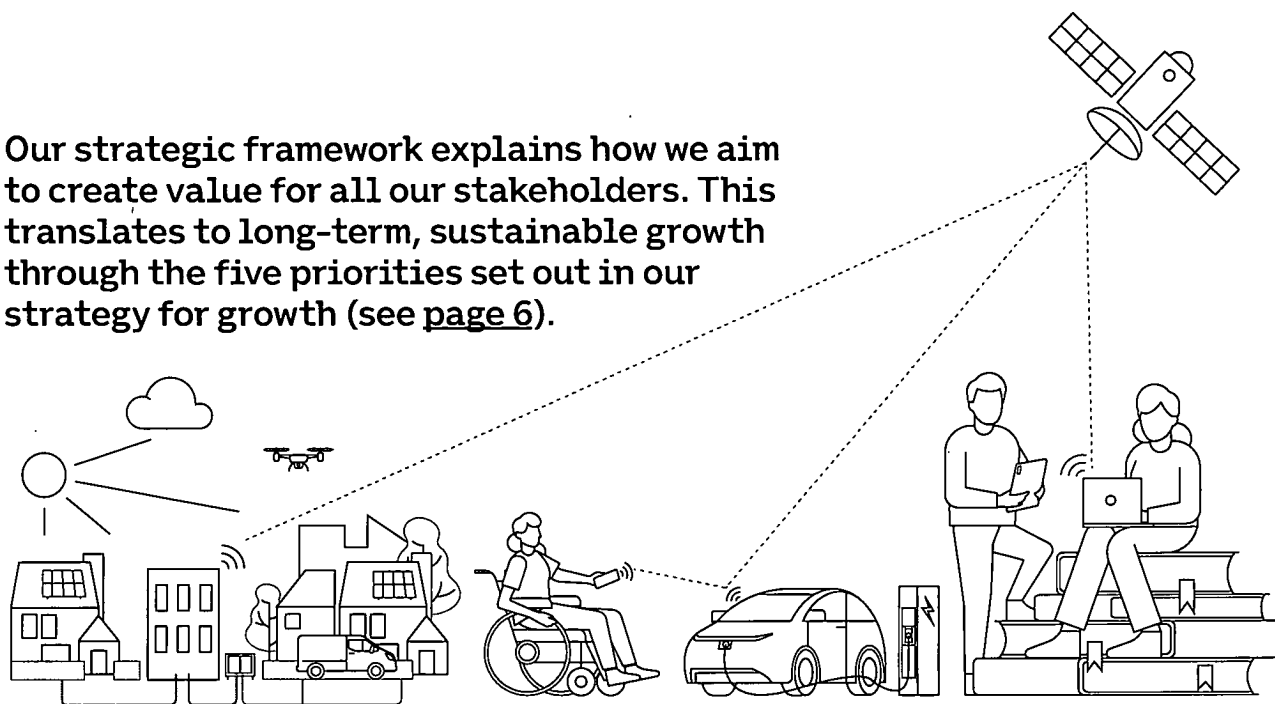 Our strategic framework explains how we aim
to create value for all our stakeholders. This
translates to long-term, sustainable growth
through the five priorities set out in our
strategy for growth (see page 6).